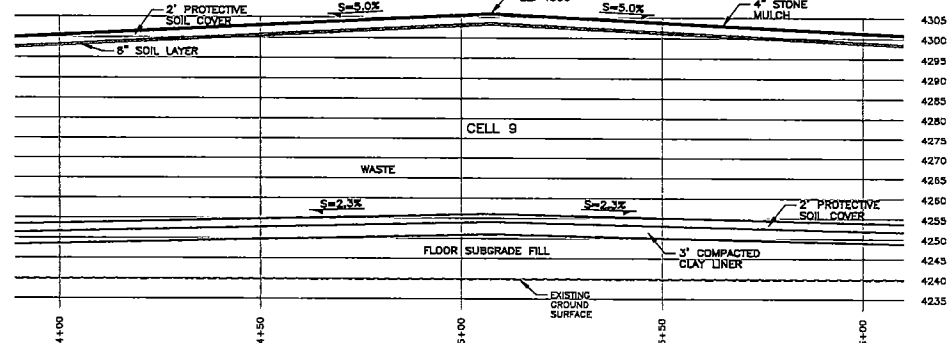 2' PROTECTIVE
SOIL COVER
S=5.0%
S=5.0%
4" STONE
MULCH
6" SOIL LAYER
4305
4300
4295
4290
4285
4280
4275
4270
4265
4260
4255
4250
4245
4240
4235
CELL 9
WASTE
S=2.3%
S=2.3%
2' PROTECTIVE
SOIL COVER
FLOOR SUBGRADE FILL
3' COMPACTED
CLAY LINER
EXISTING
GROUND
SURFACE
4+00
4+50
5+00
5+50
6+00